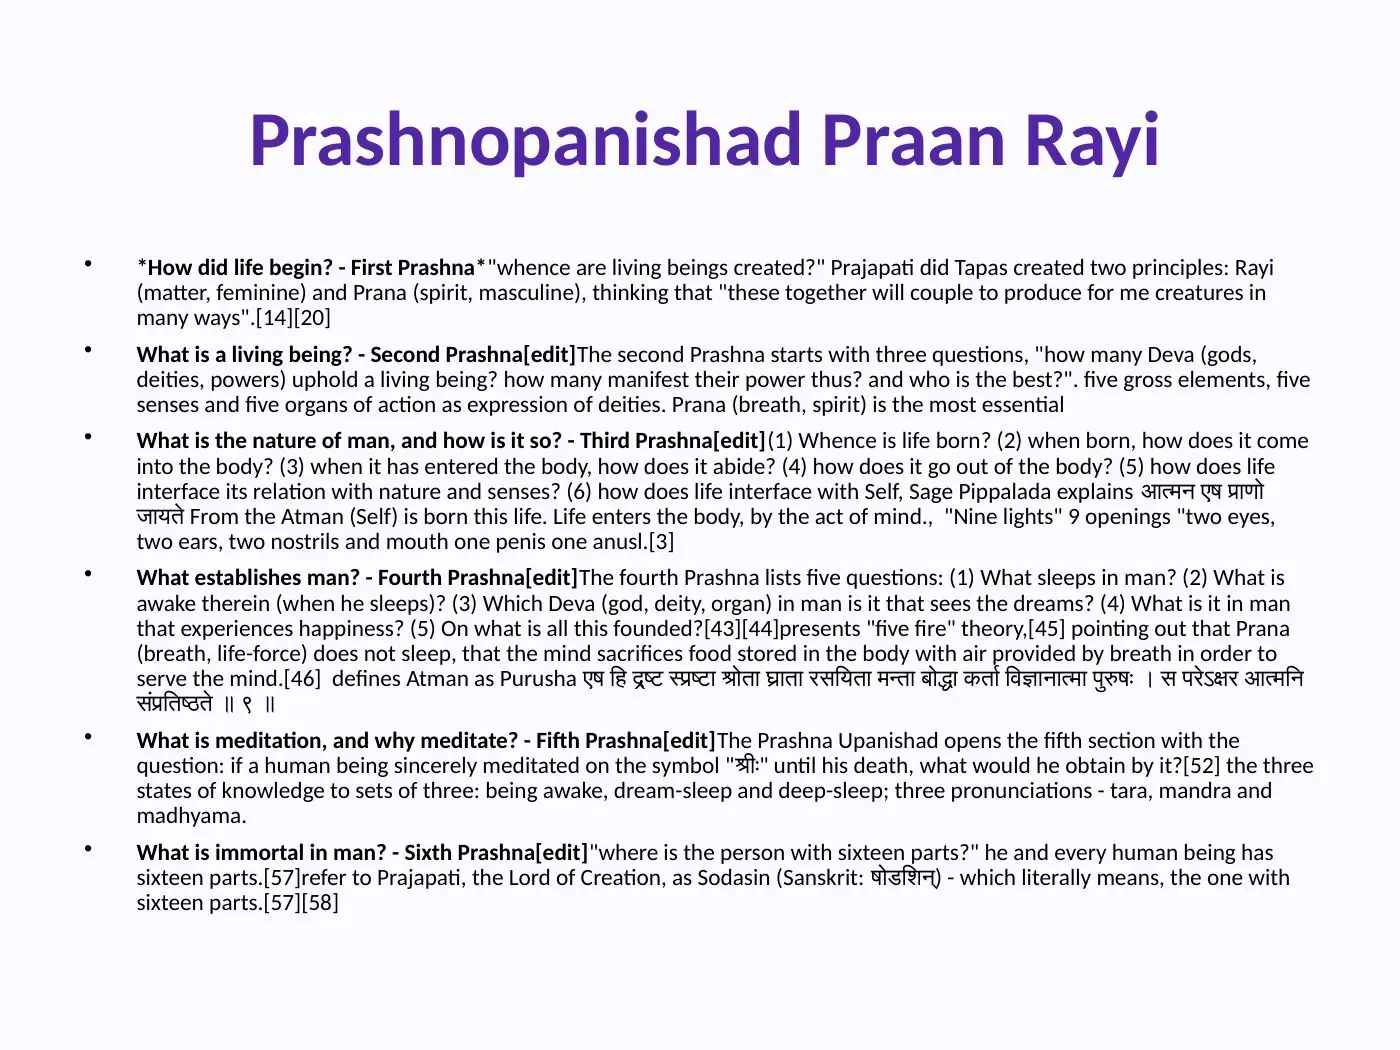 Prashnopanishad Praan Rayi
• *How did life begin? - First Prashna*"whence are living beings created?" Prajapati did Tapas created two principles: Rayi
(matter, feminine) and Prana (spirit, masculine), thinking that "these together will couple to produce for me creatures in
many ways".[14][20]
• What is a living being? - Second Prashna[edit]The second Prashna starts with three questions, "how many Deva (gods,
deities, powers) uphold a living being? how many manifest their power thus? and who is the best?". five gross elements, five
senses and five organs of action as expression of deities. Prana (breath, spirit) is the most essential
• What is the nature of man, and how is it so? - Third Prashna[edit](1) Whence is life born? (2) when born, how does it come
into the body? (3) when it has entered the body, how does it abide? (4) how does it go out of the body? (5) how does life
interface its relation with nature and senses? (6) how does life interface with Self, Sage Pippalada explains आत्मन एष प्राणो
जायते From the Atman (Self) is born this life. Life enters the body, by the act of mind.,  "Nine lights" 9 openings "two eyes,
two ears, two nostrils and mouth one penis one anusl.[3]
• What establishes man? - Fourth Prashna[edit]The fourth Prashna lists five questions: (1) What sleeps in man? (2) What is
awake therein (when he sleeps)? (3) Which Deva (god, deity, organ) in man is it that sees the dreams? (4) What is it in man
that experiences happiness? (5) On what is all this founded?[43][44]presents "five fire" theory,[45] pointing out that Prana
(breath, life-force) does not sleep, that the mind sacrifices food stored in the body with air provided by breath in order to
serve the mind.[46]  defines Atman as Purusha एष हि द्रष्ट स्प्रष्टा श्रोता घ्राता रसयिता मन्ता बोद्धा कर्ता विज्ञानात्मा पुरुषः । स परेऽक्षर आत्मनि
संप्रतिष्ठते ॥ ९ ॥
• What is meditation, and why meditate? - Fifth Prashna[edit]The Prashna Upanishad opens the fifth section with the
question: if a human being sincerely meditated on the symbol "श्रीः" until his death, what would he obtain by it?[52] the three
states of knowledge to sets of three: being awake, dream-sleep and deep-sleep; three pronunciations - tara, mandra and
madhyama.
• What is immortal in man? - Sixth Prashna[edit]"where is the person with sixteen parts?" he and every human being has
sixteen parts.[57]refer to Prajapati, the Lord of Creation, as Sodasin (Sanskrit: षोडशिन्) - which literally means, the one with
sixteen parts.[57][58]